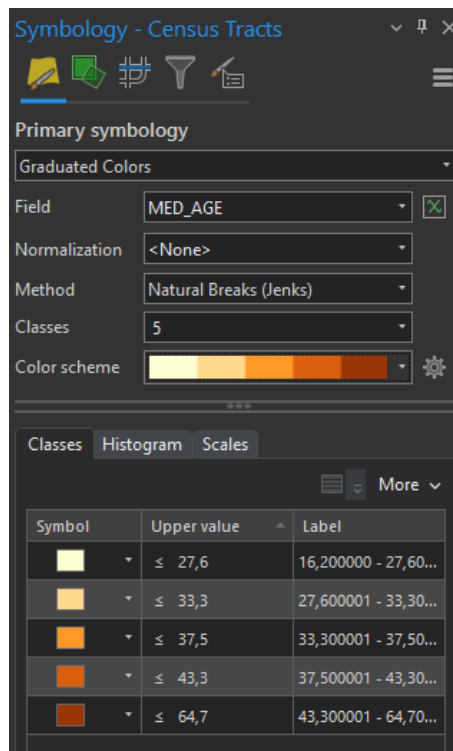 Symbology - Census Tracts
Primary symbology
Graduated Colors
Field MED_AGE
Normalization <None>
Method Natural Breaks (Jenks)
Classes 5
Color scheme
Classes Histogram Scales
More
Symbol Upper value Label
≤ 27,6 16,200000 - 27,60...
≤ 33,3 27,600001 - 33,30...
≤ 37,5 33,300001 - 37,50...
≤ 43,3 37,500001 - 43,30...
≤ 64,7 43,300001 - 64,70...